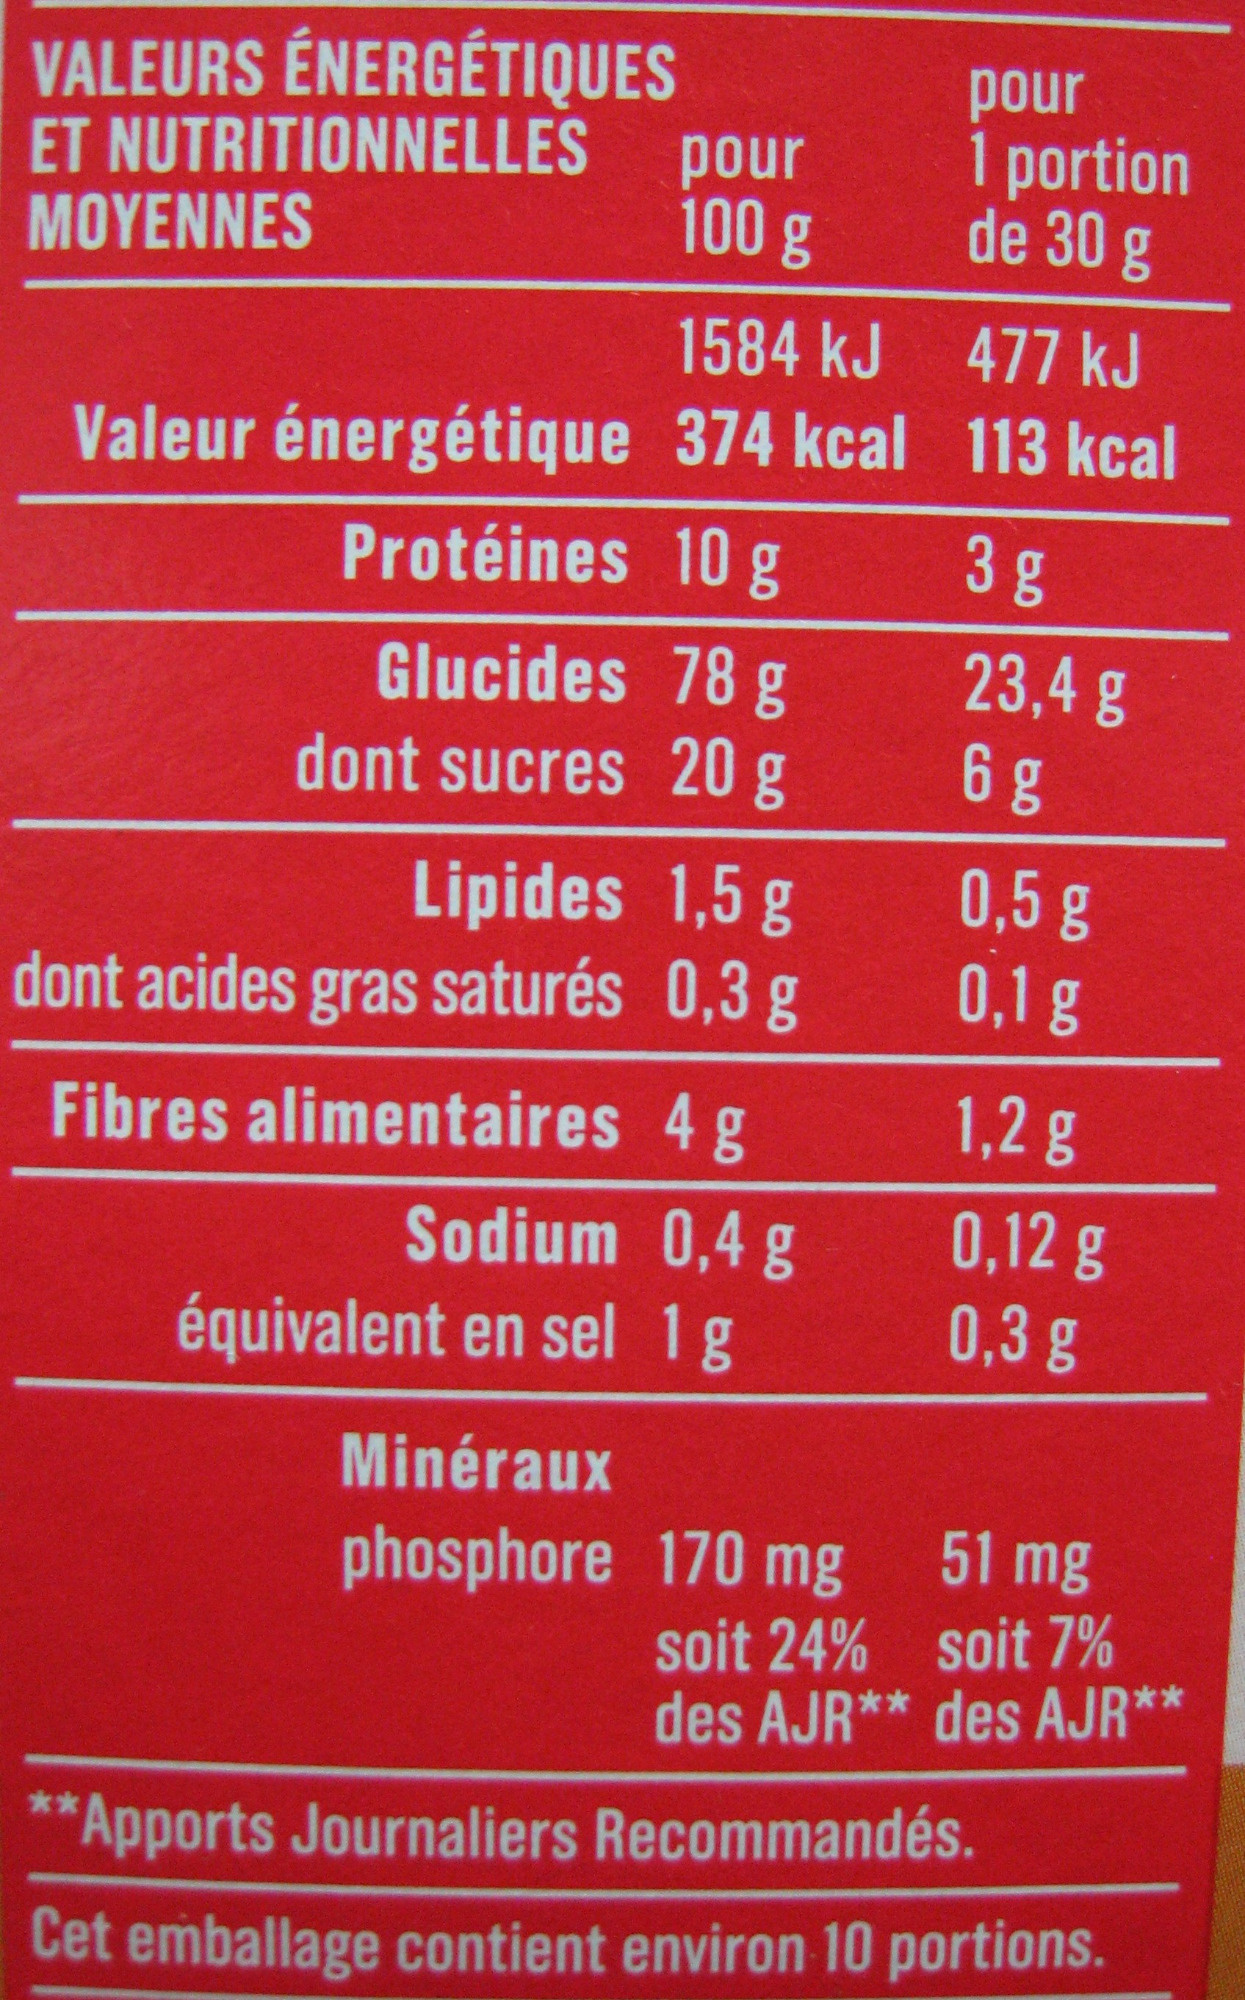 VALEURS ÉNERGÉTIQUES
ET NUTRITIONNELLES
MOYENNES
pour
100 g
pour
1 portion
de 30 g
1584 kJ 477 kJ
Valeur énergétique 374 kcal 113 kcal
Protéines 10 g 3 g
Glucides 78 g 23,4 g
dont sucres 20 g 6 g
Lipides 1,5 g 0,5 g
dont acides gras saturés 0,3 g 0,1 g
Fibres alimentaires 4 g 1,2 g
Sodium 0,4 g 0,12 g
équivalent en sel 1 g 0,3 g
Minéraux
phosphore 170 mg 51 mg
soit 24% soit 7%
des AJR** des AJR**
**Apports Journaliers Recommandés.
Cet emballage contient environ 10 portions.